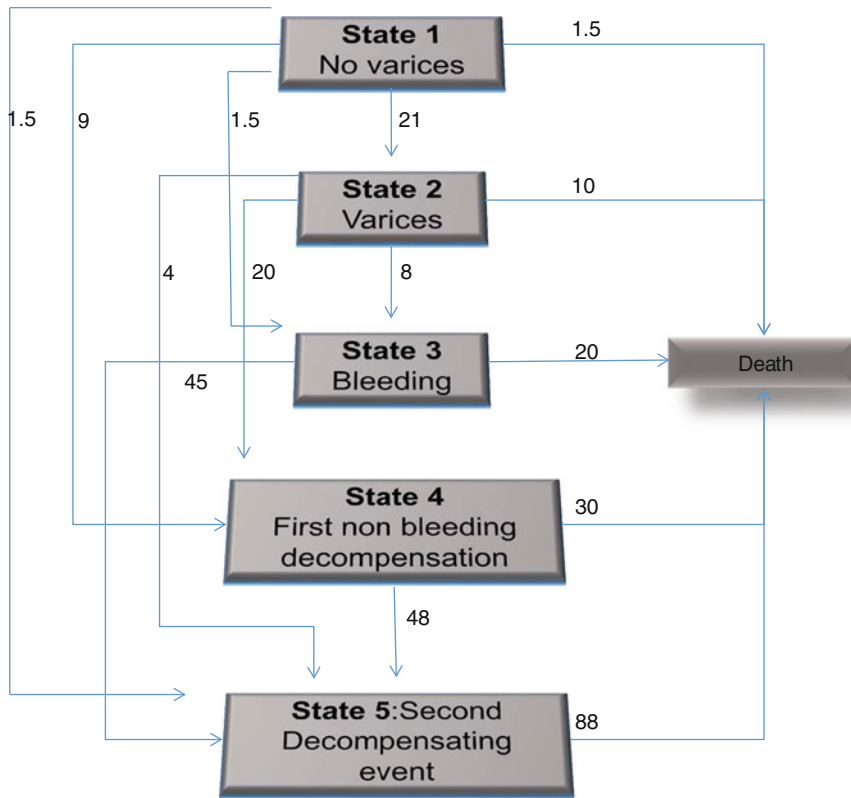 State 1
No varices
1.5
1.5
9
1.5
21
State 2
Varices
10
4
20
8
State 3
Bleeding
20
Death
45
State 4
First non bleeding
decompensation
30
48
State 5:Second
Decompensating
event
88